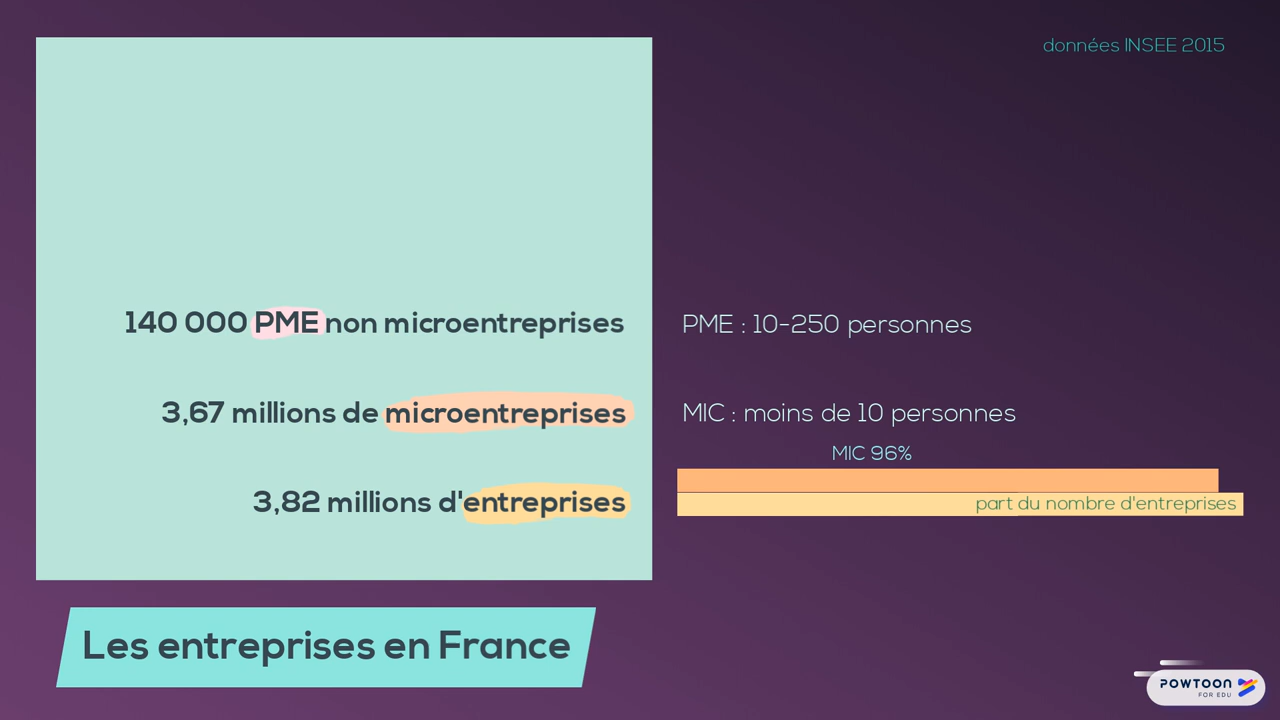 données INSEE 2015
140 000 PME non microentreprises
PME : 10-250 personnes
3,67 millions de microentreprises
MIC : moins de 10 personnes
MIC 96%
3,82 millions d'entreprises
part du nombre d'entreprises
Les entreprises en France
POWTOON
FOR EDU